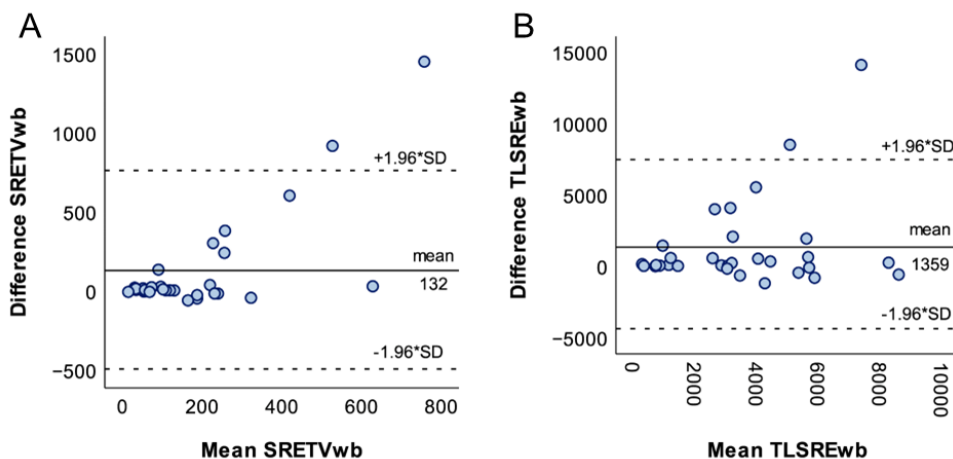 A
Difference SRETVwb
1500
1000
500
0
−500
+1.96*SD
mean
132
-1.96*SD
0 200 400 600 800
Mean SRETVwb
B
Difference TLSREwb
15000
10000
5000
0
−5000
+1.96*SD
mean
1359
-1.96*SD
0 2000 4000 6000 8000 10000
Mean TLSREwb